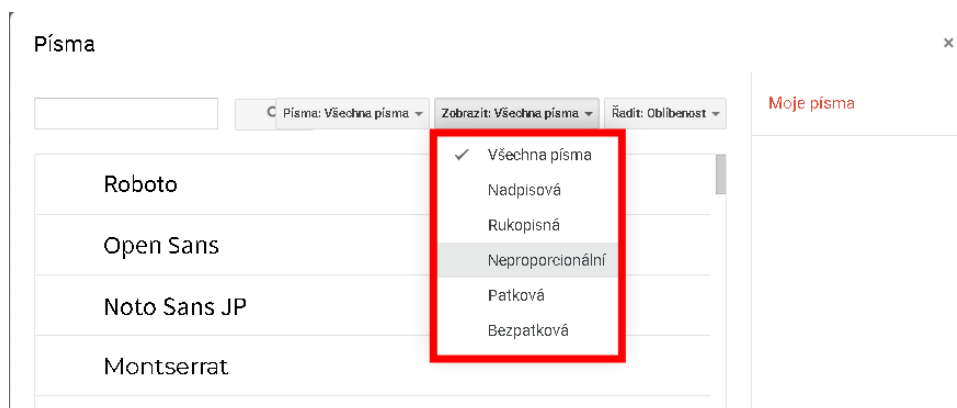 Písma
×
Písma: Všechna písma
Zobrazit: Všechna písma
Řadit: Oblíbenost
Moje písma
Všechna písma
Nadpisová
Rukopisná
Neproporcionální
Patková
Bezpatková
Roboto
Open Sans
Noto Sans JP
Montserrat